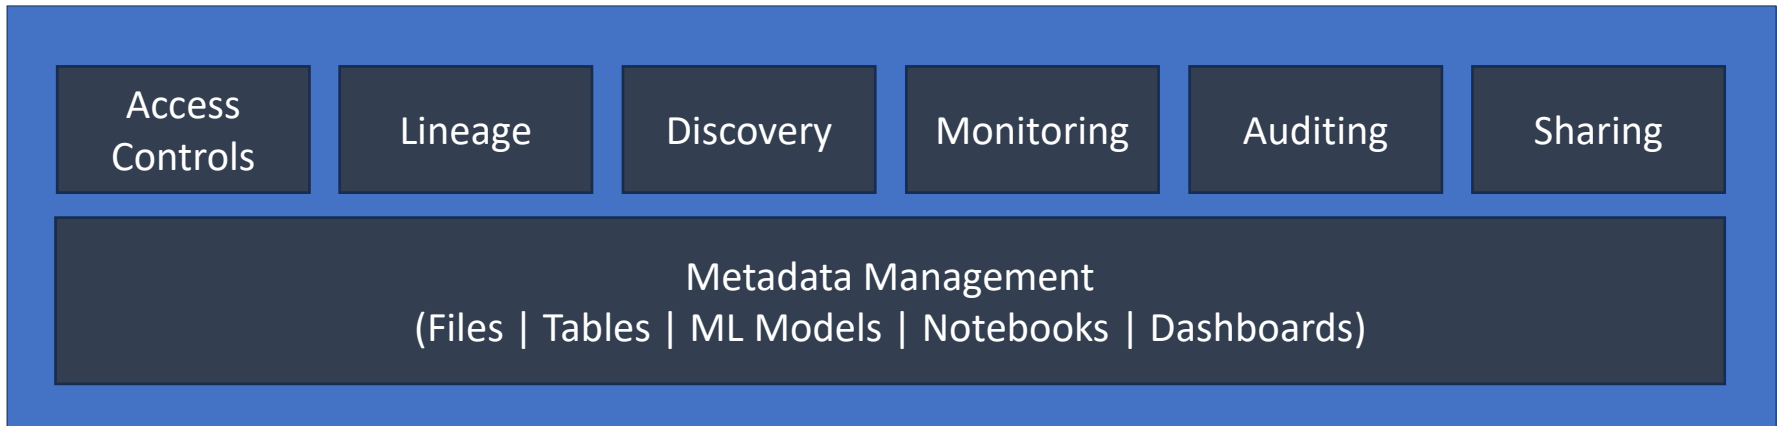 Access
Controls
Lineage
Discovery
Monitoring
Auditing
Sharing
Metadata Management
(Files | Tables | ML Models | Notebooks | Dashboards)